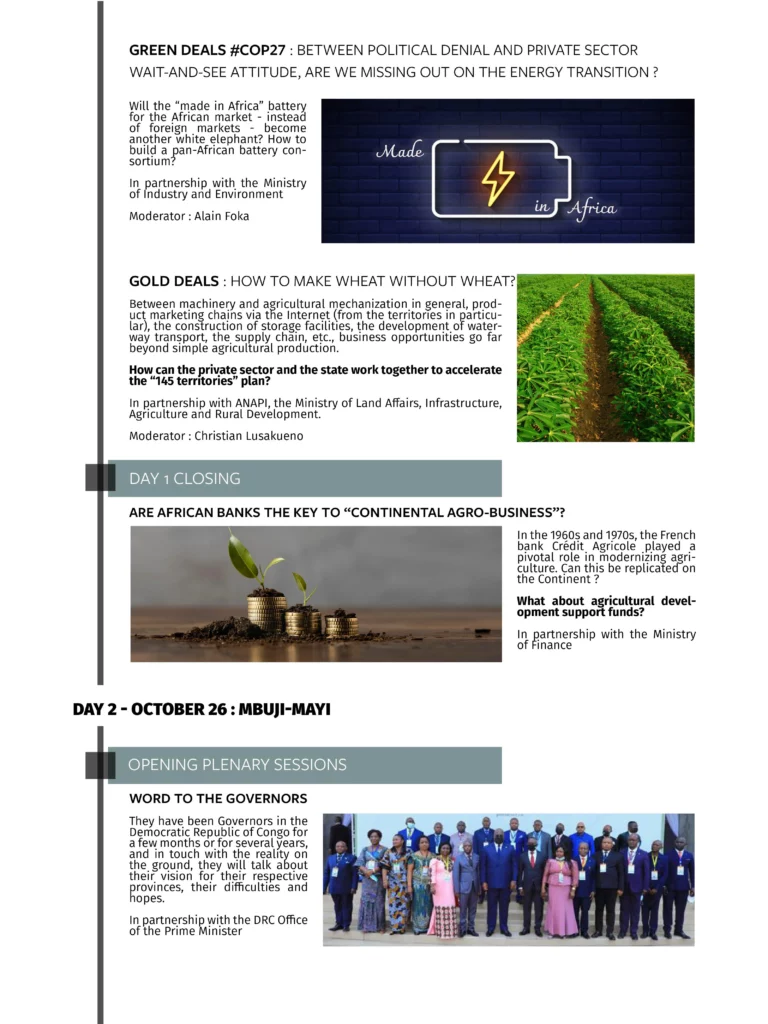 GREEN DEALS #COP27 : BETWEEN POLITICAL DENIAL AND PRIVATE SECTOR
WAIT-AND-SEE ATTITUDE, ARE WE MISSING OUT ON THE ENERGY TRANSITION ?
Will the “made in Africa” battery
for the African market - instead
of foreign markets - become
another white elephant? How to
build a pan-African battery con-
sortium?
In partnership with the Ministry
of Industry and Environment
Moderator : Alain Foka
Made
in Africa
GOLD DEALS : HOW TO MAKE WHEAT WITHOUT WHEAT?
Between machinery and agricultural mechanization in general, prod-
uct marketing chains via the Internet (from the territories in particu-
lar), the construction of storage facilities, the development of water-
way transport, the supply chain, etc., business opportunities go far
beyond simple agricultural production.
How can the private sector and the state work together to accelerate
the “145 territories” plan?
In partnership with ANAPI, the Ministry of Land Affairs, Infrastructure,
Agriculture and Rural Development.
Moderator : Christian Lusakueno
DAY 1 CLOSING
ARE AFRICAN BANKS THE KEY TO “CONTINENTAL AGRO-BUSINESS”?
In the 1960s and 1970s, the French
bank Crédit Agricole played a
pivotal role in modernizing agri-
culture. Can this be replicated on
the Continent ?
What about agricultural devel-
opment support funds?
In partnership with the Ministry
of Finance
DAY 2 - OCTOBER 26 : MBUJI-MAYI
OPENING PLENARY SESSIONS
WORD TO THE GOVERNORS
They have been Governors in the
Democratic Republic of Congo for
a few months or for several years,
and in touch with the reality on
the ground, they will talk about
their vision for their respective
provinces, their difficulties and
hopes.
In partnership with the DRC Office
of the Prime Minister